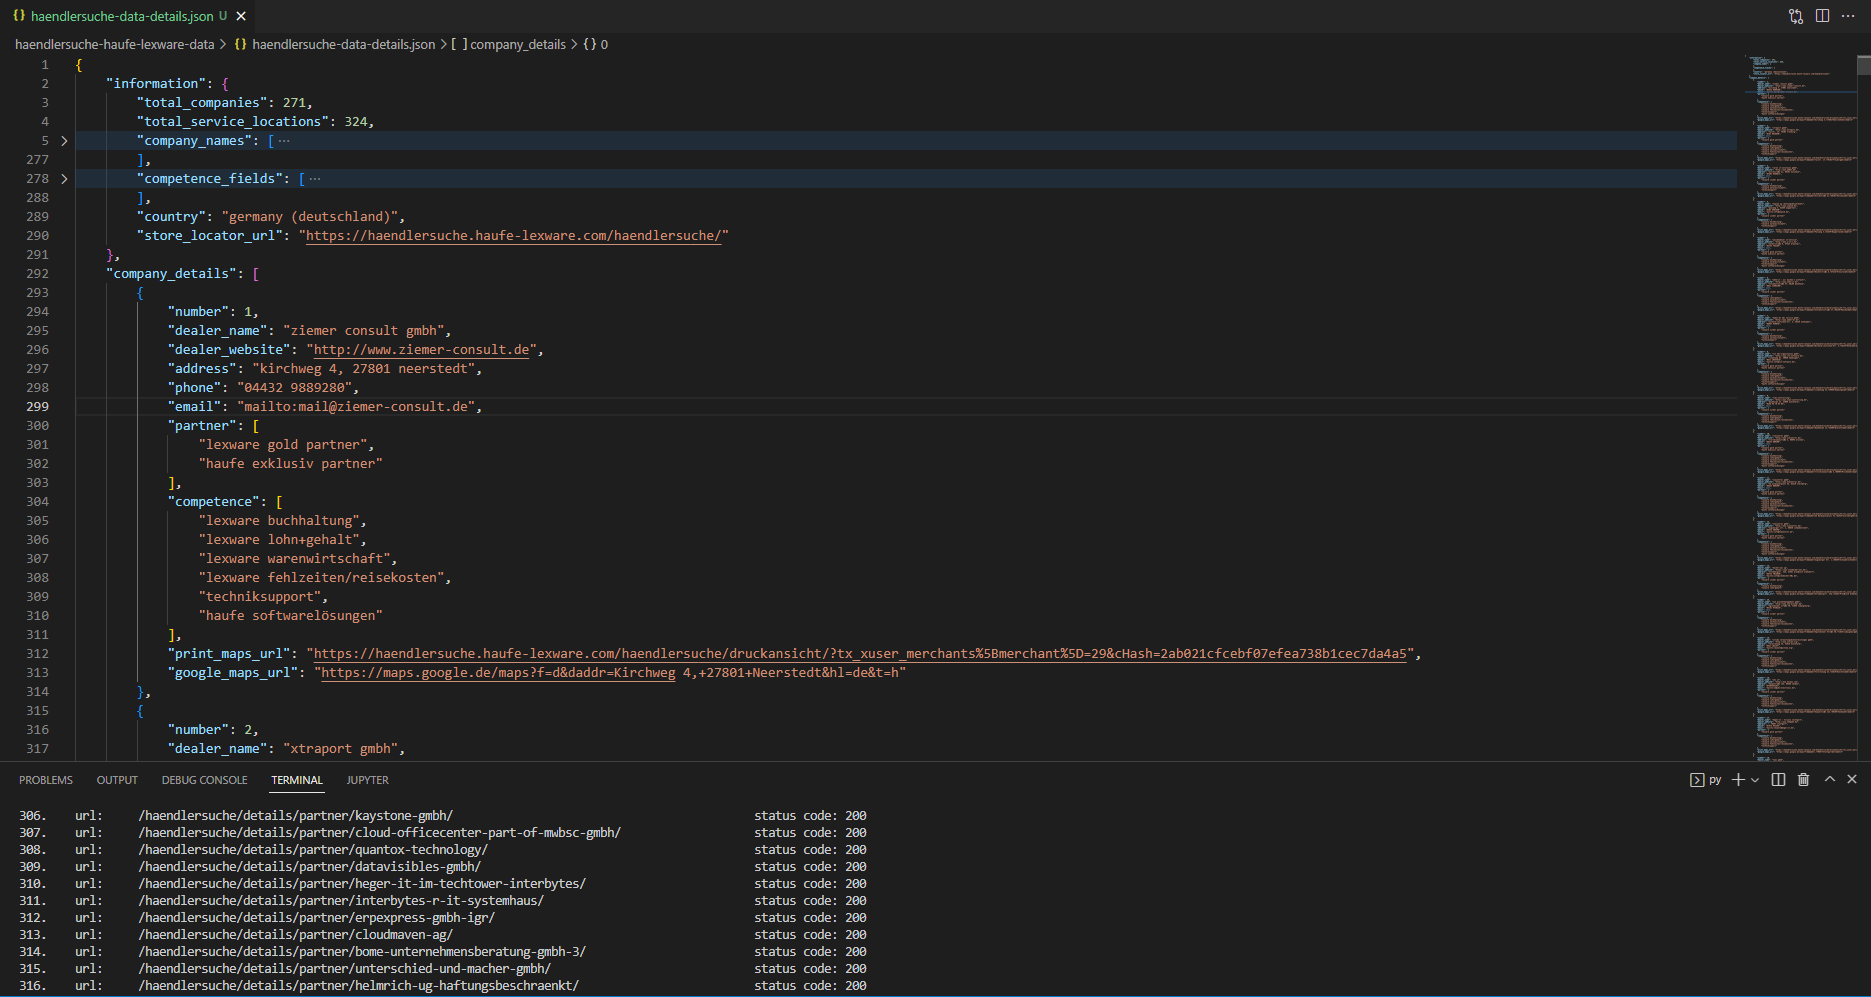 {} haendlersuche-data-details.json U
haendlersuche-haufe-lexware-data > {} haendlersuche-data-details.json > [ ] company_details > {} 0
1 {
2 "information": {
3 "total_companies": 271,
4 "total_service_locations": 324,
5 "company_names": [ ···
277 ],
278 "competence_fields": [ ···
288 ],
289 "country": "germany (deutschland)",
290 "store_locator_url": "https://haendlersuche.haufe-lexware.com/haendlersuche/"
291 },
292 "company_details": [
293 {
294 "number": 1,
295 "dealer_name": "ziemer consult gmbh",
296 "dealer_website": "http://www.ziemer-consult.de",
297 "address": "kirchweg 4, 27801 neerstedt",
298 "phone": "04432 9889280",
299 "email": "mailto:mail@ziemer-consult.de",
300 "partner": [
301 "lexware gold partner",
302 "haufe exklusiv partner"
303 ],
304 "competence": [
305 "lexware buchhaltung",
306 "lexware lohn+gehalt",
307 "lexware warenwirtschaft",
308 "lexware fehlzeiten/reisekosten",
309 "techniksupport",
310 "haufe softwarelösungen"
311 ],
312 "print_maps_url": "https://haendlersuche.haufe-lexware.com/haendlersuche/druckansicht/?tx_xuser_merchants%5Bmerchant%5D=29&cHash=2ab021cfcebf07efea738b1cec7da4a5",
313 "google_maps_url": "https://maps.google.de/maps?f=d&daddr=Kirchweg 4,+27801+Neerstedt&hl=de&t=h"
314 },
315 {
316 "number": 2,
317 "dealer_name": "xtraport gmbh",
PROBLEMS OUTPUT DEBUG CONSOLE TERMINAL JUPYTER py
306. url: /haendlersuche/details/partner/kaystone-gmbh/ status code: 200
307. url: /haendlersuche/details/partner/cloud-officecenter-part-of-mwbsc-gmbh/ status code: 200
308. url: /haendlersuche/details/partner/quantox-technology/ status code: 200
309. url: /haendlersuche/details/partner/datavisibles-gmbh/ status code: 200
310. url: /haendlersuche/details/partner/heger-it-im-techtower-interbytes/ status code: 200
311. url: /haendlersuche/details/partner/interbytes-r-it-systemhaus/ status code: 200
312. url: /haendlersuche/details/partner/erpexpress-gmbh-igr/ status code: 200
313. url: /haendlersuche/details/partner/cloudmaven-ag/ status code: 200
314. url: /haendlersuche/details/partner/bome-unternehmensberatung-gmbh-3/ status code: 200
315. url: /haendlersuche/details/partner/unterschied-und-macher-gmbh/ status code: 200
316. url: /haendlersuche/details/partner/helmrich-ug-haftungsbeschraenkt/ status code: 200